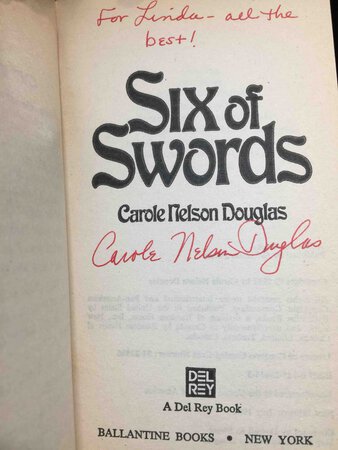 For Linda - all the
best!
SIX of
SWORDS
Carole Nelson Douglas
Carole Nelson Douglas
DEL
REY
A Del Rey Book
BALLANTINE BOOKS • NEW YORK